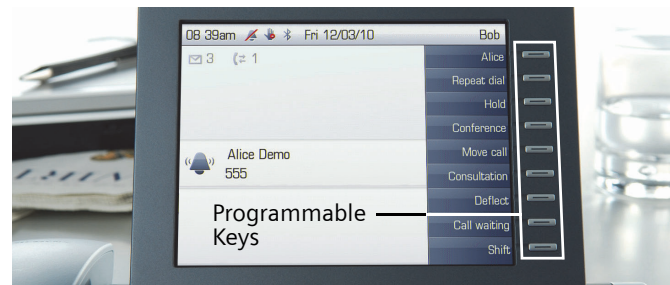 08 39am Fri 12/03/10 Bob
3 1
Alice
Repeat dial
Hold
Conference
Move call
Alice Demo
555
Consultation
Deflect
Programmable
Keys
Call waiting
Shift